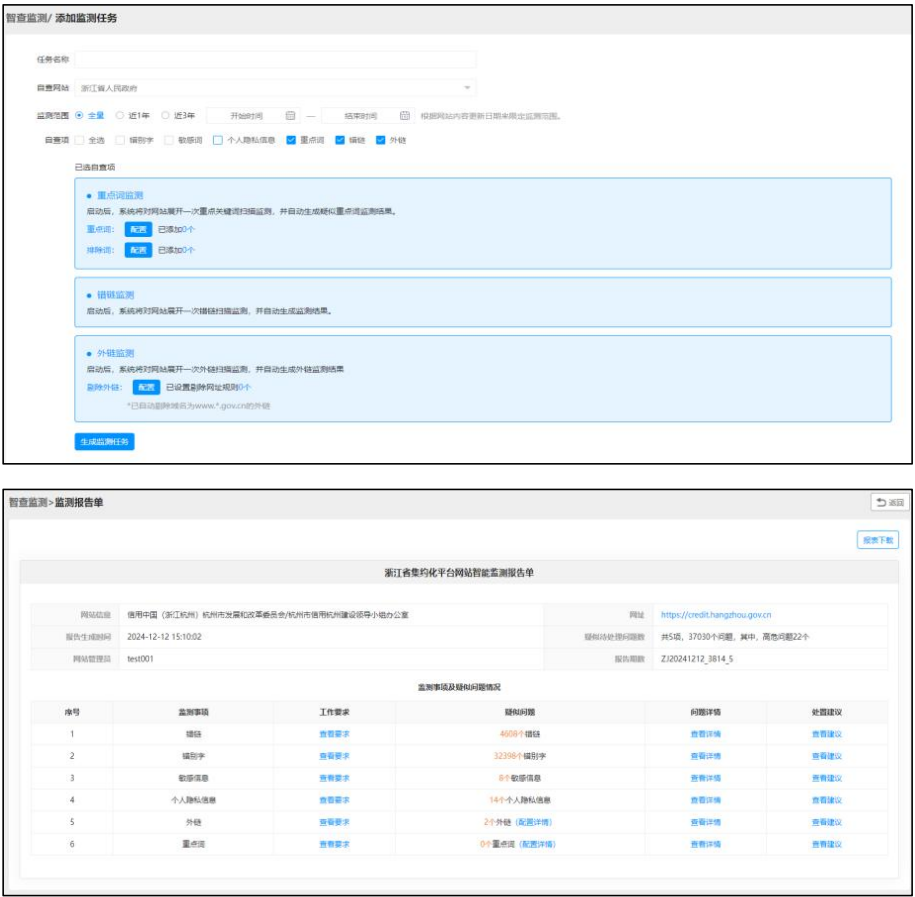 智查监测/ 添加监测任务
任务名称
自查网站 浙江省人民政府
监测范围 全量 近1年 近3年 开始时间 — 结束时间 根据网站内容更新日期来限定监测范围。
自查项 全选 错别字 敏感词 个人隐私信息 重点词 错链 外链
已选自查项
重点词监测
启动后，系统将对网站展开一次重点关键词扫描监测，并自动生成疑似重点词监测结果。
重点词： 配置 已添加0个
排除词： 配置 已添加0个
错链监测
启动后，系统将对网站展开一次错链扫描监测，并自动生成监测结果。
外链监测
启动后，系统将对网站展开一次外链扫描监测，并自动生成外链监测结果
剔除外链： 配置 已设置剔除网址规则0个
*已自动剔除域名为www.*.gov.cn的外链
生成监测任务
智查监测>监测报告单 返回
报表下载
浙江省集约化平台网站智能监测报告单
网站信息 信用中国（浙江杭州）杭州市发展和改革委员会/杭州市信用杭州建设领导小组办公室 网址 https://credit.hangzhou.gov.cn
报告生成时间 2024-12-12 15:10:02 疑似待处理问题数 共5项，37030个问题，其中，高危问题22个
网站管理员 test001 报告期数 ZJ20241212_3814_5
监测事项及疑似问题情况
序号 监测事项 工作要求 疑似问题 问题详情 处置建议
1 错链 查看要求 4608个错链 查看详情 查看建议
2 错别字 查看要求 32398个错别字 查看详情 查看建议
3 敏感信息 查看要求 8个敏感信息 查看详情 查看建议
4 个人隐私信息 查看要求 14个个人隐私信息 查看详情 查看建议
5 外链 查看要求 2个外链（配置详情） 查看详情 查看建议
6 重点词 查看要求 0个重点词（配置详情） 查看详情 查看建议